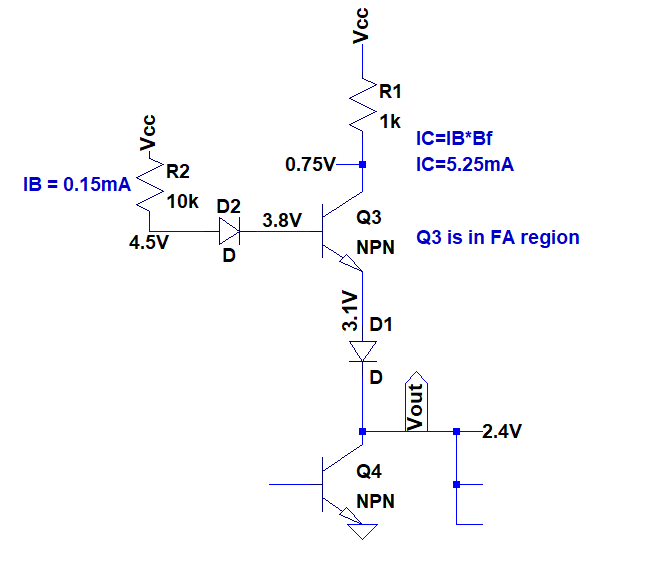 Vcc
R1
1k
IC=IB*Bf
IC=5.25mA
0.75V
Vcc
R2
IB = 0.15mA
10k
D2
3.8V
Q3
4.5V
D
NPN
Q3 is in FA region
3.1V
D1
D
Vout
2.4V
Q4
NPN